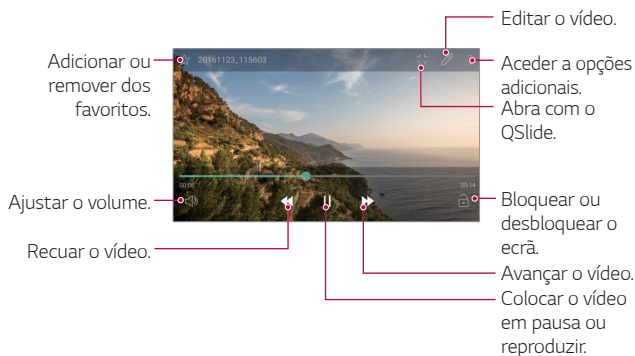 Editar o vídeo.
Adicionar ou
remover dos
favoritos.
20161123_115603
Aceder a opções
adicionais.
Abra com o
QSlide.
00:06
00:14
Ajustar o volume.
Bloquear ou
desbloquear o
ecrã.
Recuar o vídeo.
Avançar o vídeo.
Colocar o vídeo
em pausa ou
reproduzir.